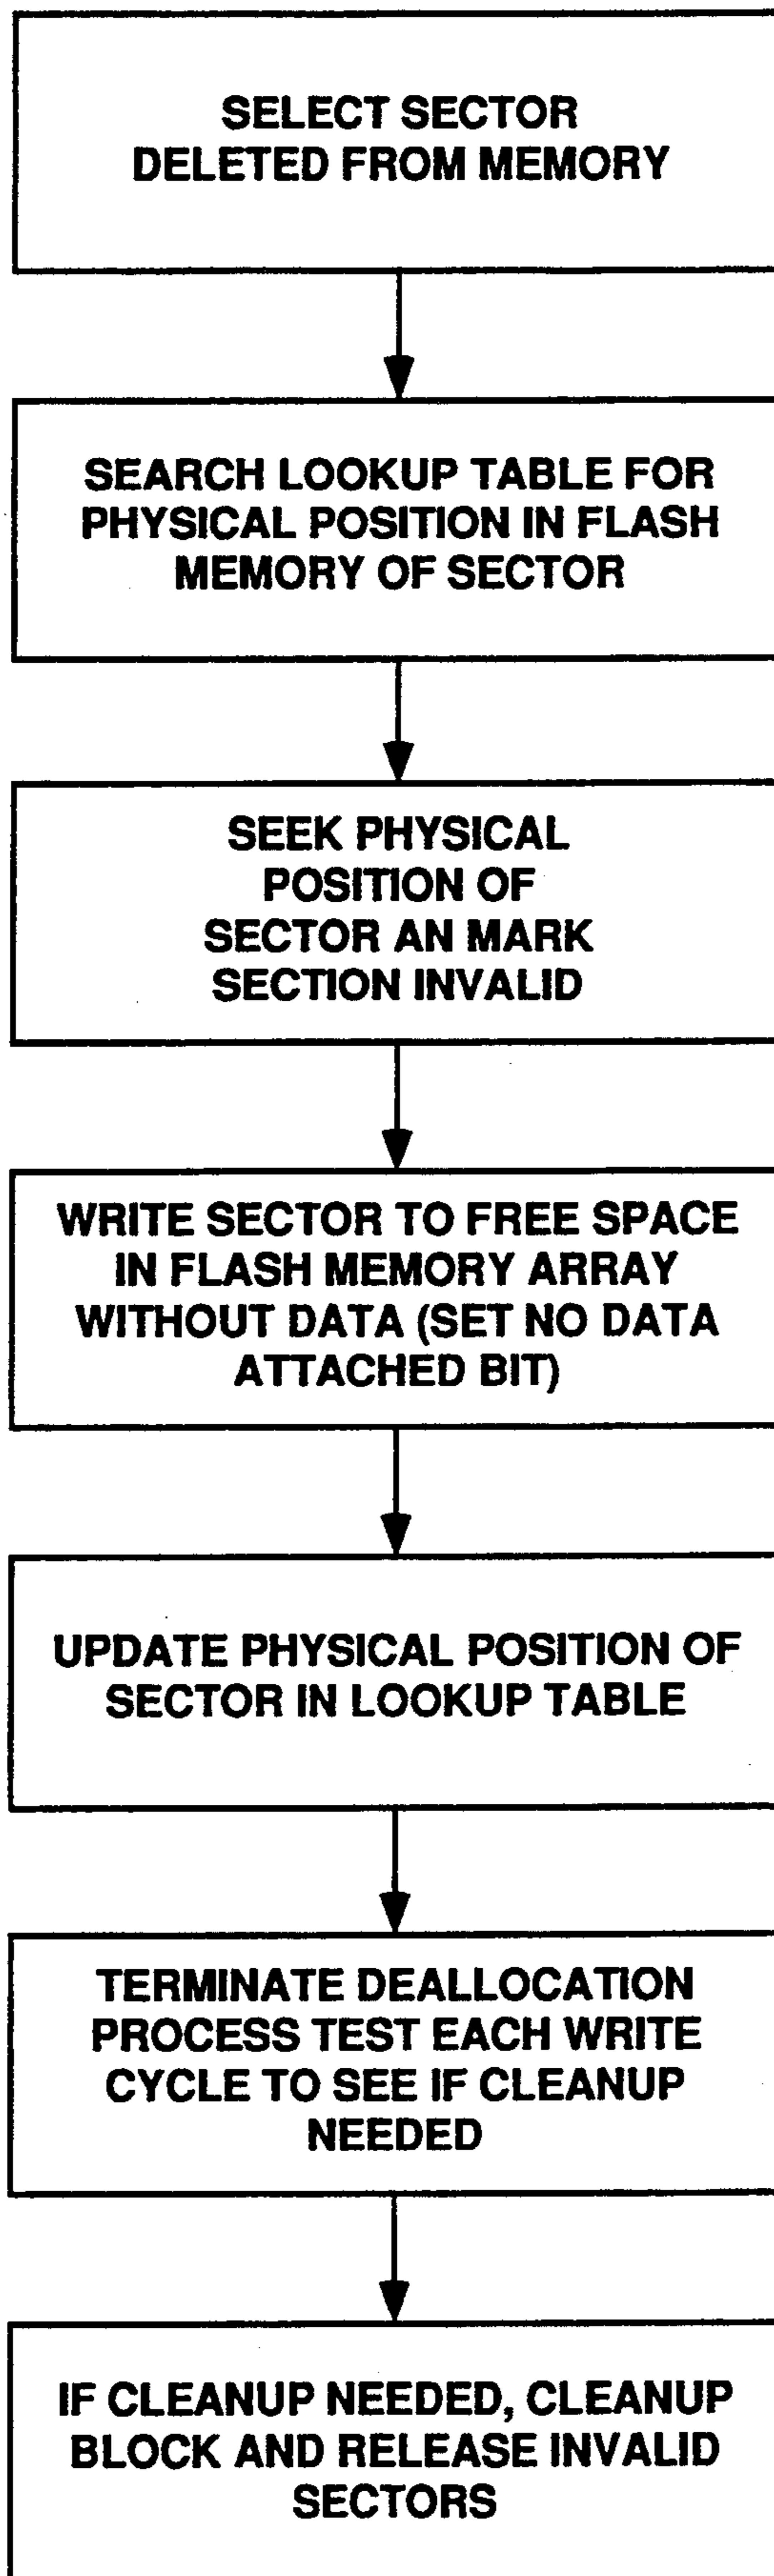 SELECT SECTOR
DELETED FROM MEMORY
SEARCH LOOKUP TABLE FOR
PHYSICAL POSITION IN FLASH
MEMORY OF SECTOR
SEEK PHYSICAL
POSITION OF
SECTOR AN MARK
SECTION INVALID
WRITE SECTOR TO FREE SPACE
IN FLASH MEMORY ARRAY
WITHOUT DATA (SET NO DATA
ATTACHED BIT)
UPDATE PHYSICAL POSITION OF
SECTOR IN LOOKUP TABLE
TERMINATE DEALLOCATION
PROCESS TEST EACH WRITE
CYCLE TO SEE IF CLEANUP
NEEDED
IF CLEANUP NEEDED, CLEANUP
BLOCK AND RELEASE INVALID
SECTORS